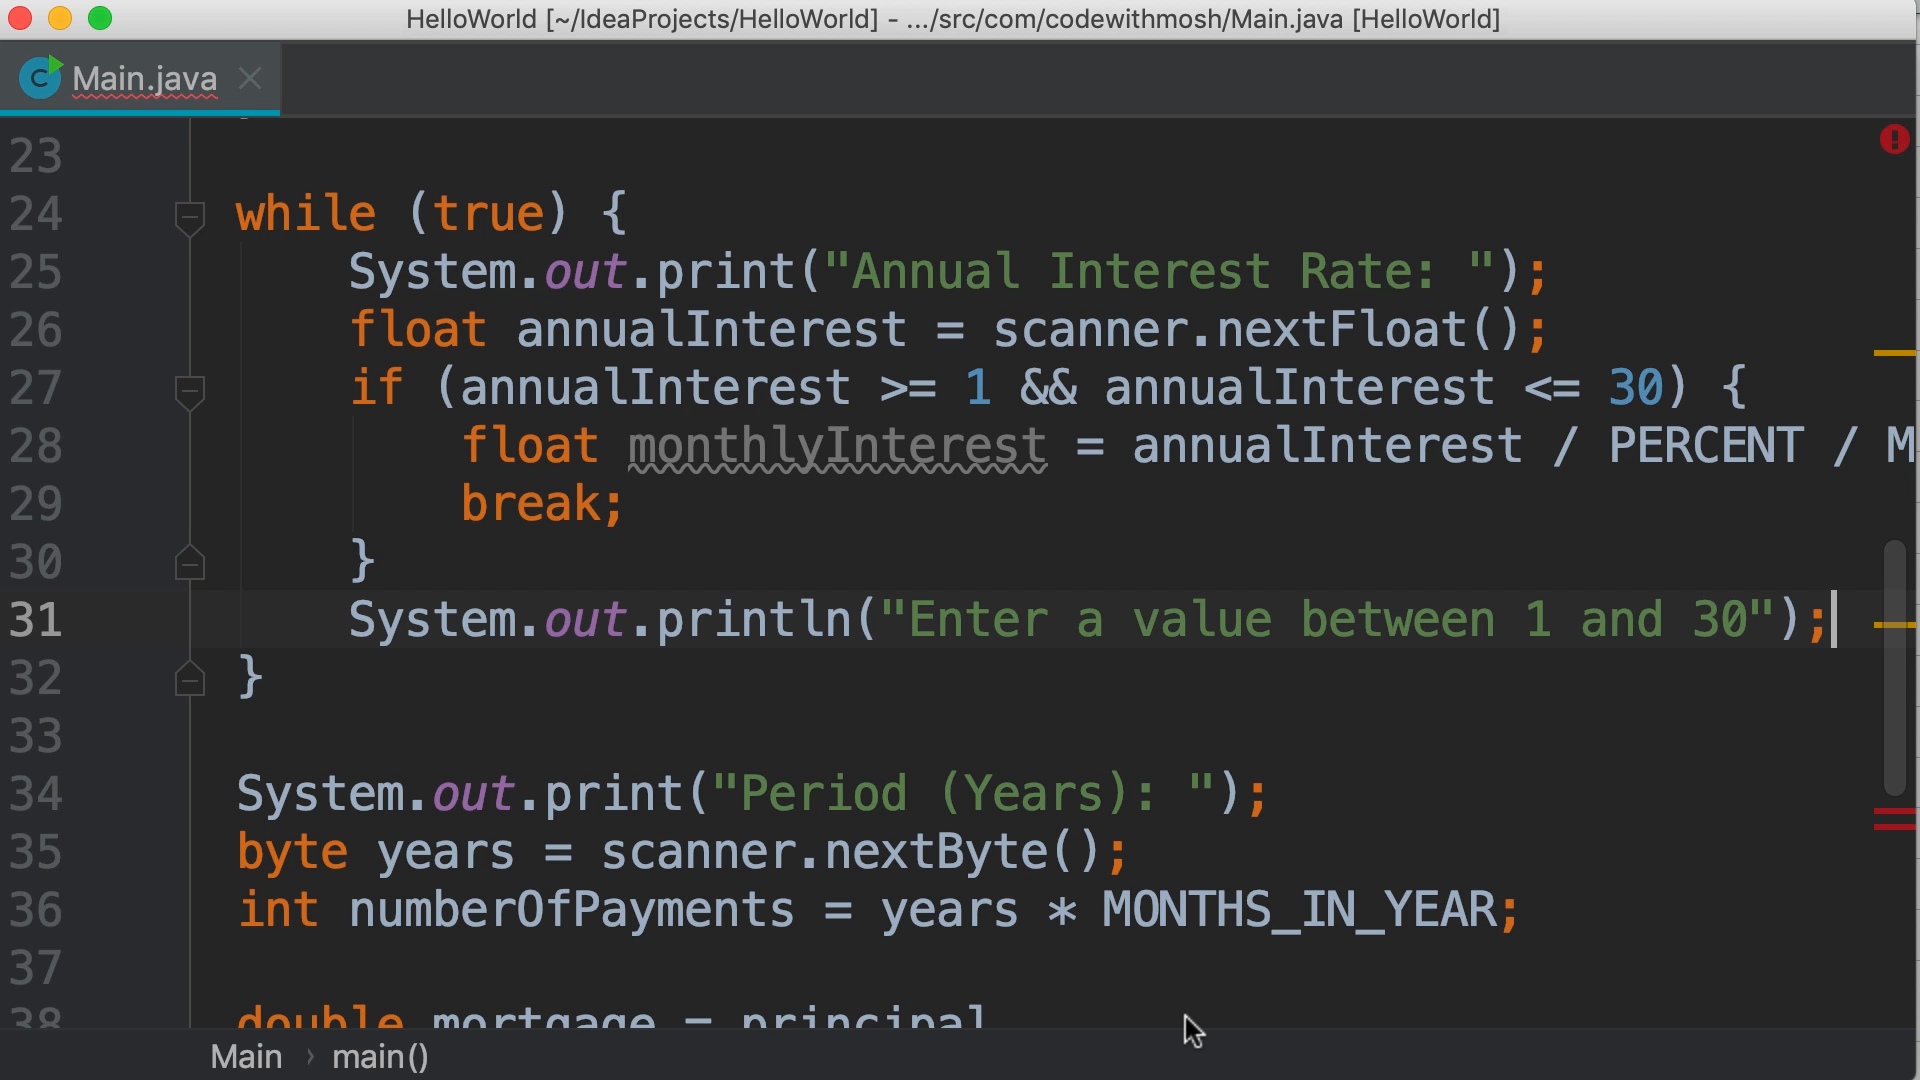 HelloWorld [~/IdeaProjects/HelloWorld] - .../src/com/codewithmosh/Main.java [HelloWorld]
Main.java
23
24 while (true) {
25 System.out.print("Annual Interest Rate: ");
26 float annualInterest = scanner.nextFloat();
27 if (annualInterest >= 1 && annualInterest <= 30) {
28 float monthlyInterest = annualInterest / PERCENT / M
29 break;
30 }
31 System.out.println("Enter a value between 1 and 30");
32 }
33
34 System.out.print("Period (Years): ");
35 byte years = scanner.nextByte();
36 int numberOfPayments = years * MONTHS_IN_YEAR;
37
38 double mortgage = principal
Main › main()